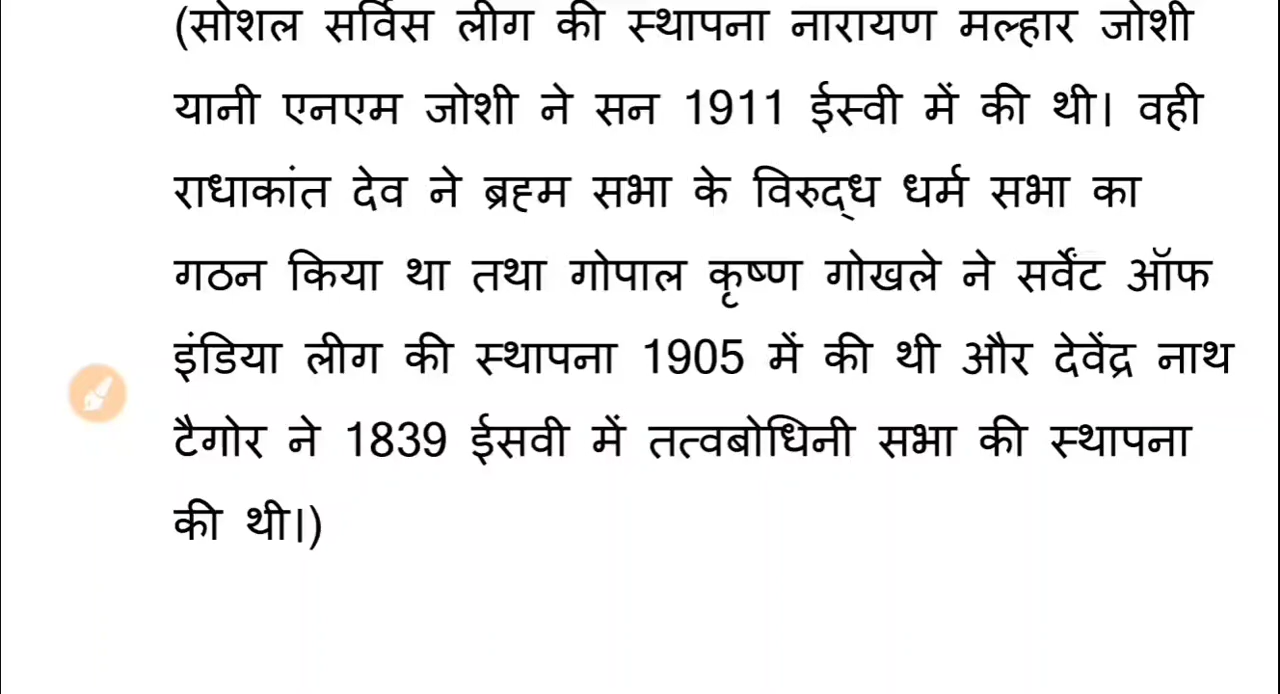 (सोशल सर्विस लीग की स्थापना नारायण मल्हार जोशी
यानी एनएम जोशी ने सन 1911 ईस्वी में की थी। वही
राधाकांत देव ने ब्रह्म सभा के विरुद्ध धर्म सभा का
गठन किया था तथा गोपाल कृष्ण गोखले ने सर्वेंट ऑफ
इंडिया लीग की स्थापना 1905 में की थी और देवेंद्र नाथ
टैगोर ने 1839 ईसवी में तत्वबोधिनी सभा की स्थापना
की थी।)